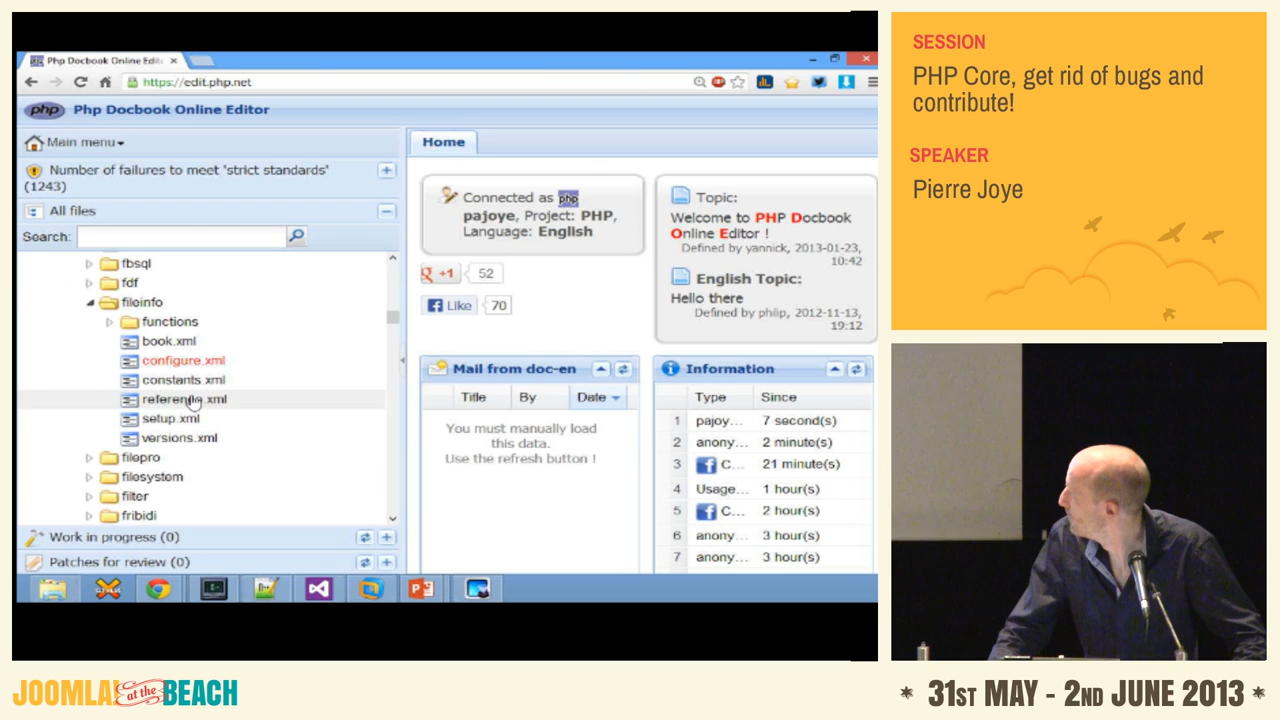 Php Docbook Online Edit
https://edit.php.net
php Php Docbook Online Editor
Main menu
Number of failures to meet 'strict standards'
(1243)
All files
Search:
fbsql
fdf
fileinfo
functions
book.xml
configure.xml
constants.xml
setup.xml
versions.xml
filepro
filesystem
filter
fribidi
Work in progress (0)
Patches for review (0)
Home
Connected as php
pajoye, Project: PHP,
Language: English
+1 52
Like 70
Topic:
Welcome to PHP Docbook
Online Editor !
Defined by yannick, 2013-01-23,
10:42
English Topic:
Hello there
Defined by philip, 2012-11-13,
19:12
Mail from doc-en
Title By Date
You must manually load
this data.
Use the refresh button !
Information
Type Since
1 pajoy... 7 second(s)
2 anony... 2 minute(s)
3 C... 21 minute(s)
4 Usage... 1 hour(s)
5 C... 2 hour(s)
6 anony... 3 hour(s)
7 anony... 3 hour(s)
SESSION
PHP Core, get rid of bugs and
contribute!
SPEAKER
Pierre Joye
JOOMLA! at the BEACH
* 31ST MAY - 2ND JUNE 2013 *